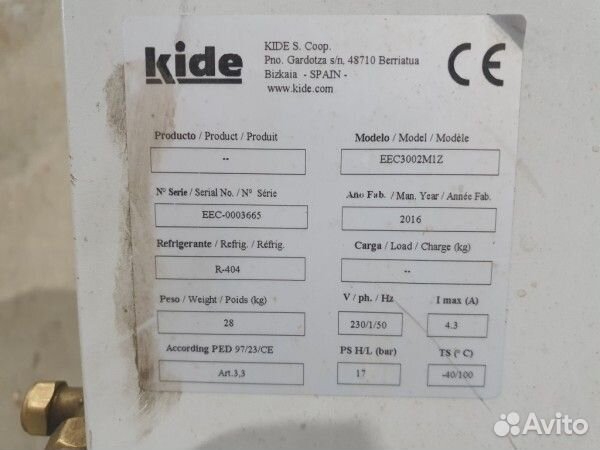 kide
KIDE S. Coop.
Pno. Gardotza s/n, 48710 Berriatua
Bizkaia - SPAIN -
www.kide.com
CE
Producto / Product / Produit
--
Modelo / Model / Modèle
EEC3002M1Z
Nº Serie / Serial No. / Nº Série
EEC-0003665
Ano Fab. / Man. Year / Année Fab.
2016
Refrigerante / Refrig. / Réfrig.
R-404
Carga / Load / Charge (kg)
--
Peso / Weight / Poids (kg)
28
V / ph. / Hz
230/1/50
I max (A)
4.3
According PED 97/23/CE
Art.3,3
PS H/L (bar)
17
TS (º C)
-40/100
Avito